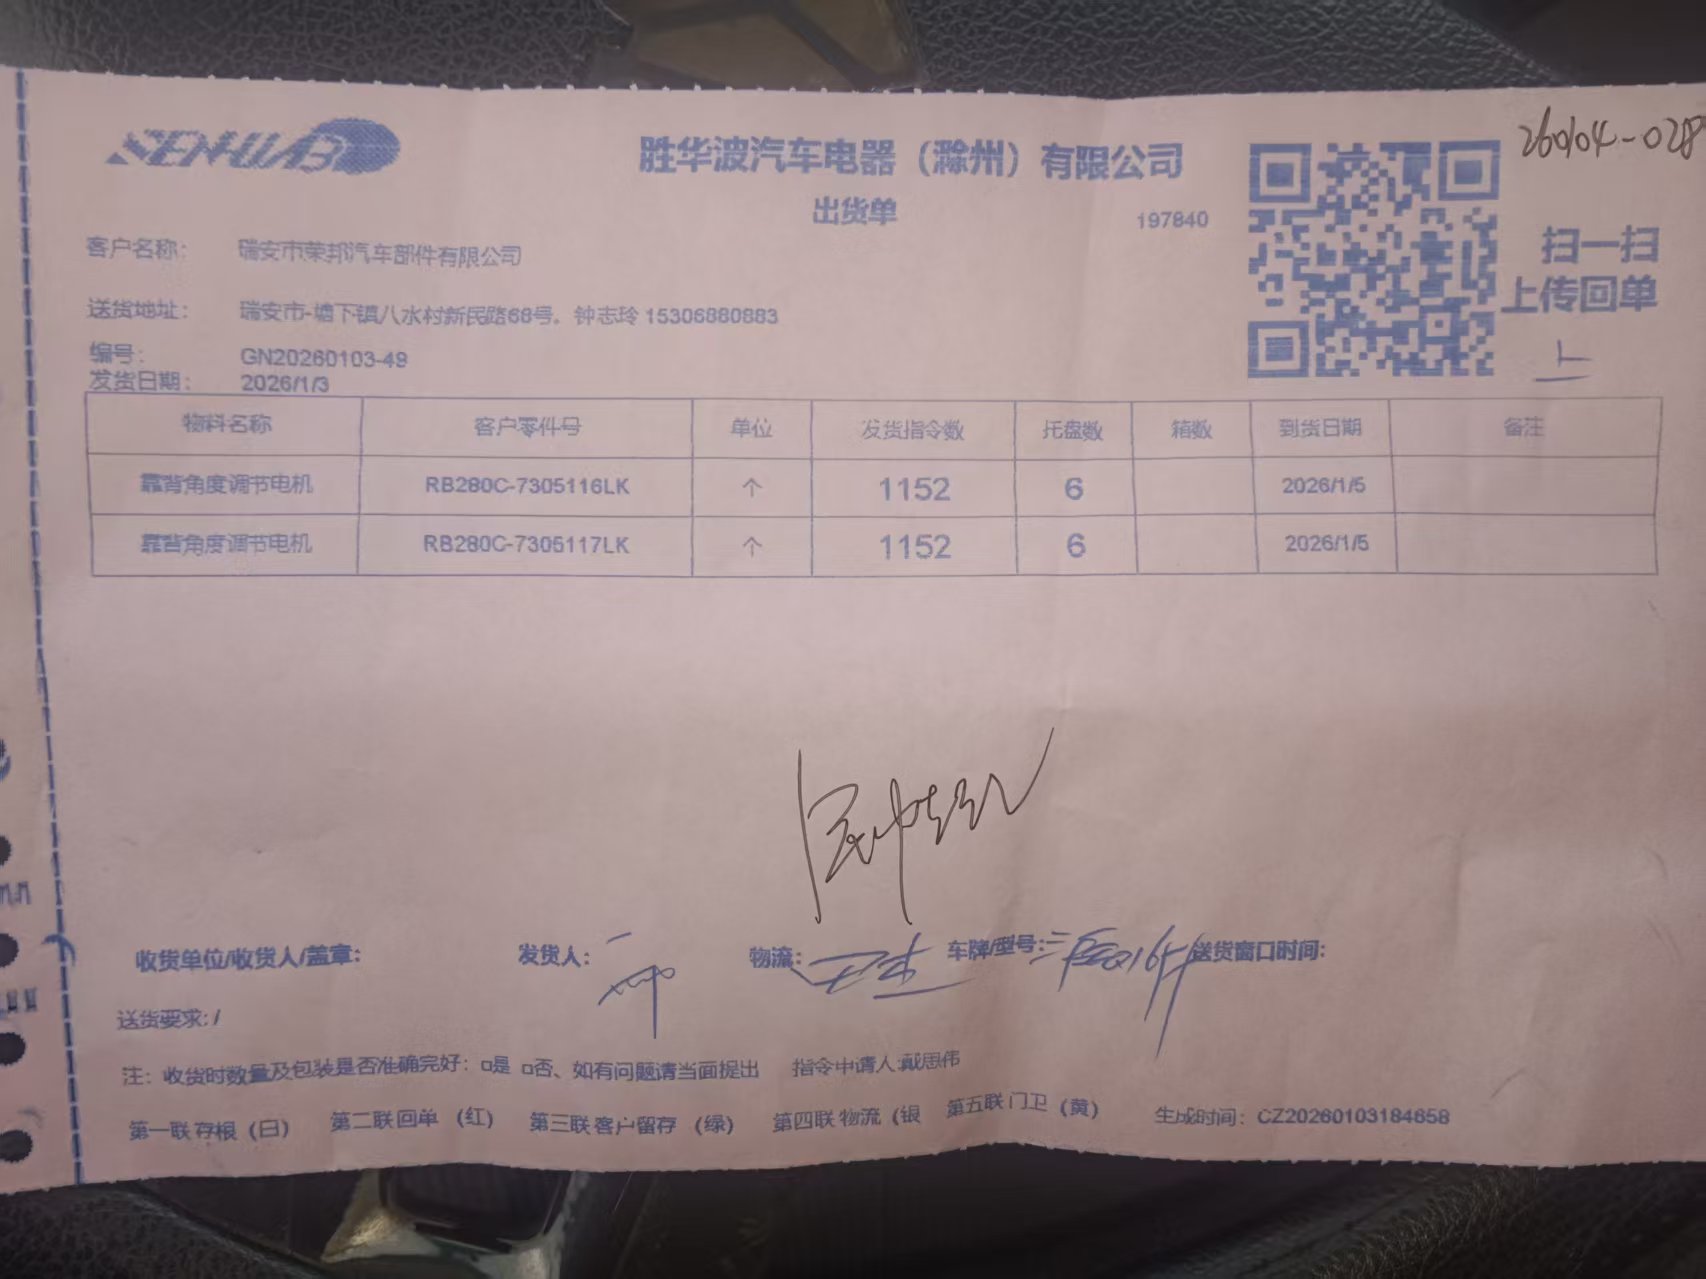 SENHUAB
胜华波汽车电器（滁州）有限公司
260104-028
出货单
197840
扫一扫
上传回单
上
客户名称： 瑞安市荣邦汽车部件有限公司
送货地址： 瑞安市-塘下镇八水村新民路68号。钟志玲 15306880883
编号： GN20260103-49
发货日期： 2026/1/3
物料名称 客户零件号 单位 发货指令数 托盘数 箱数 到货日期 备注
靠背角度调节电机 RB280C-7305116LK 个 1152 6 2026/1/5
靠背角度调节电机 RB280C-7305117LK 个 1152 6 2026/1/5
收货单位/收货人/盖章： 发货人： 物流： 车牌/型号： 送货窗口时间：
送货要求: /
注：收货时数量及包装是否准确完好：□是 □否、如有问题请当面提出 指令申请人:戴思伟
第一联存根（白） 第二联回单（红） 第三联客户留存（绿） 第四联物流（银 第五联门卫（黄） 生成时间：CZ20260103184658